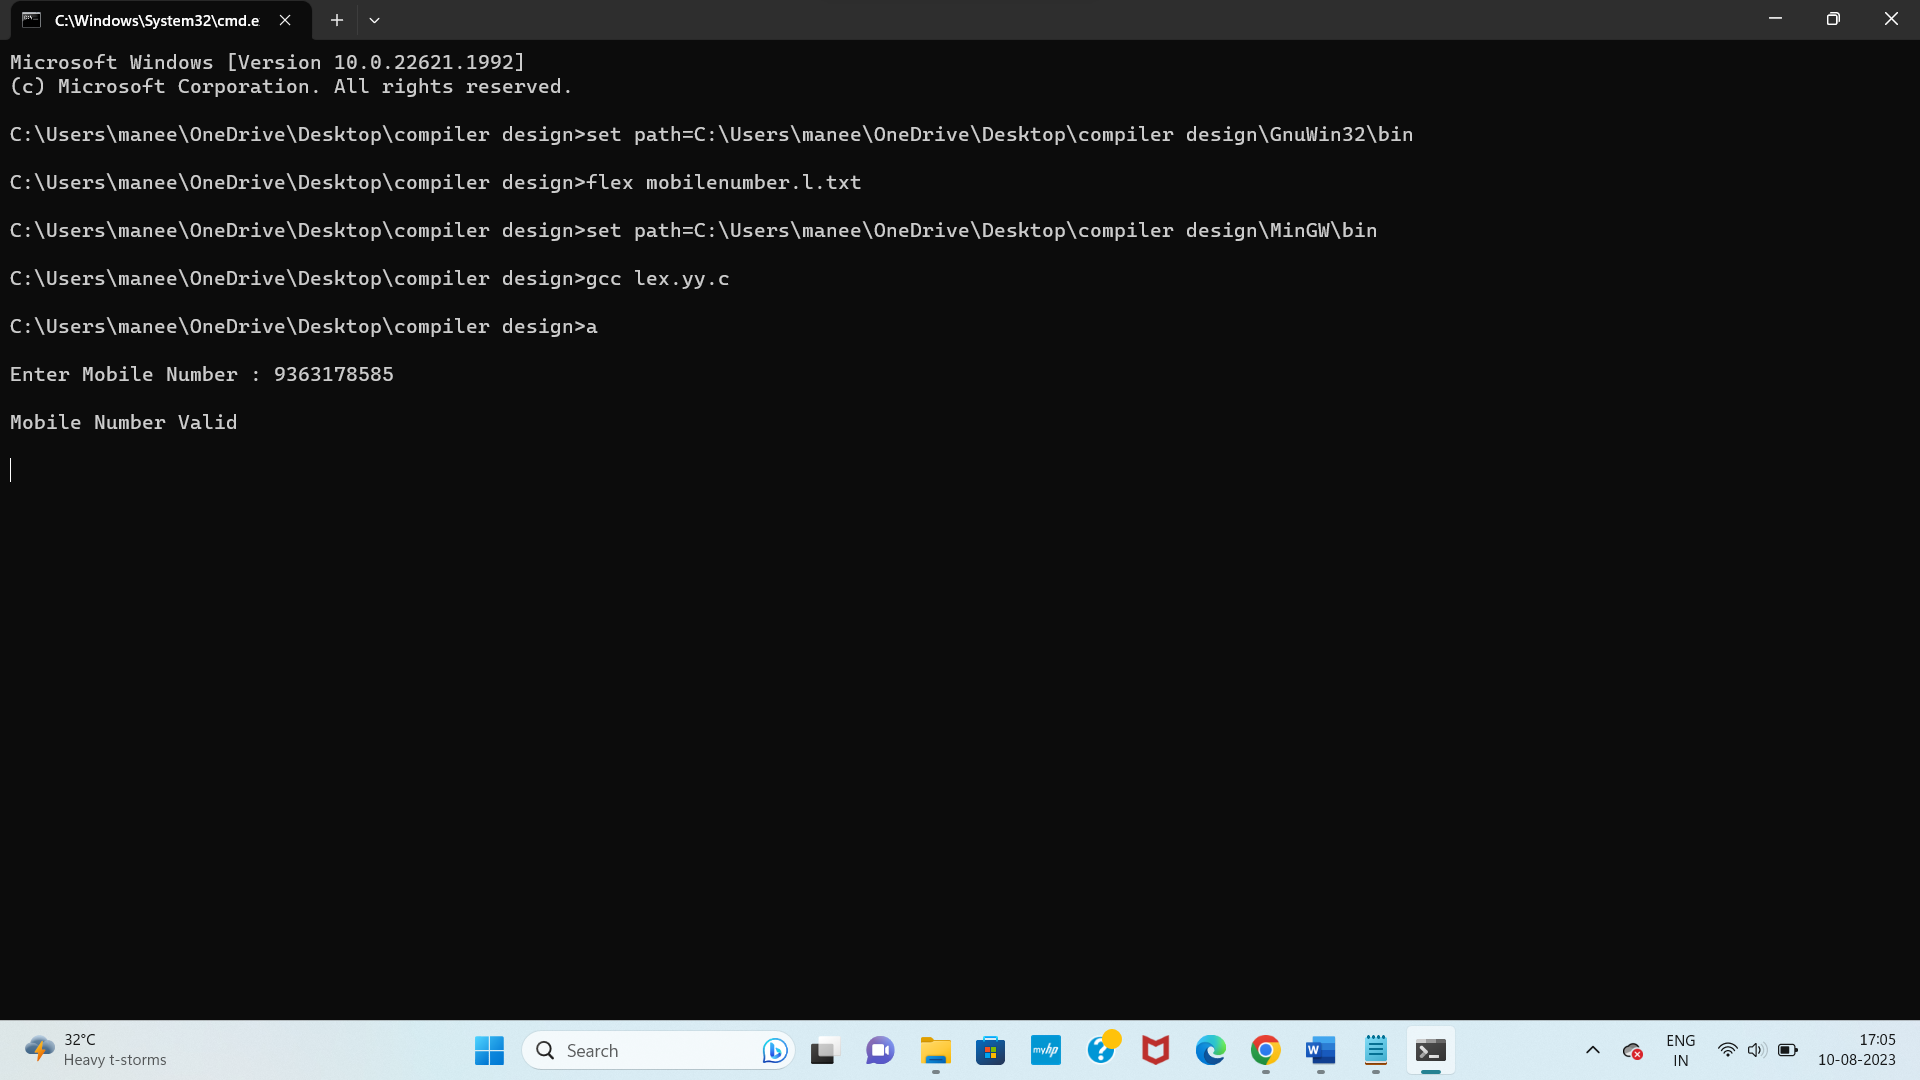 C:\Windows\System32\cmd.e
Microsoft Windows [Version 10.0.22621.1992]
(c) Microsoft Corporation. All rights reserved.
C:\Users\manee\OneDrive\Desktop\compiler design>set path=C:\Users\manee\OneDrive\Desktop\compiler design\GnuWin32\bin
C:\Users\manee\OneDrive\Desktop\compiler design>flex mobilenumber.l.txt
C:\Users\manee\OneDrive\Desktop\compiler design>set path=C:\Users\manee\OneDrive\Desktop\compiler design\MinGW\bin
C:\Users\manee\OneDrive\Desktop\compiler design>gcc lex.yy.c
C:\Users\manee\OneDrive\Desktop\compiler design>a
Enter Mobile Number : 9363178585
Mobile Number Valid
32°C
Heavy t-storms
Search
myhp
ENG
IN
17:05
10-08-2023